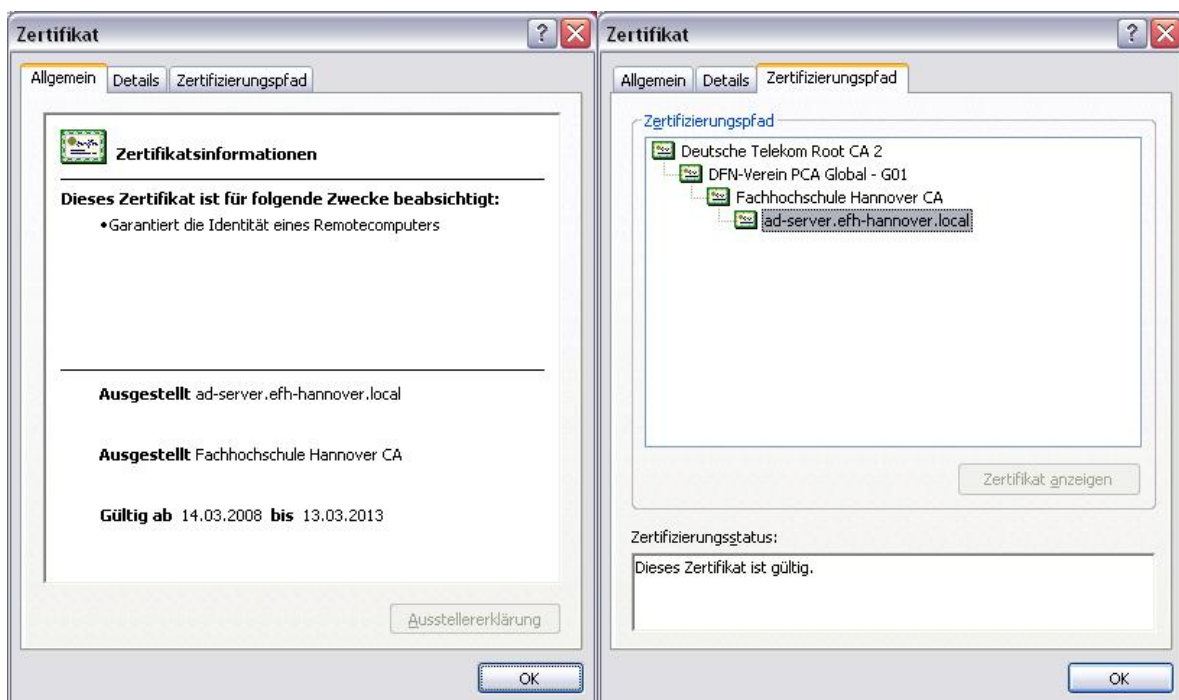 Zertifikat
Allgemein Details Zertifizierungspfad
Zertifikatsinformationen
Dieses Zertifikat ist für folgende Zwecke beabsichtigt:
•Garantiert die Identität eines Remotecomputers
Ausgestellt ad-server.efh-hannover.local
Ausgestellt Fachhochschule Hannover CA
Gültig ab 14.03.2008 bis 13.03.2013
Ausstellererklärung
OK
Zertifikat
Allgemein Details Zertifizierungspfad
Zertifizierungspfad
Deutsche Telekom Root CA 2
DFN-Verein PCA Global - G01
Fachhochschule Hannover CA
ad-server.efh-hannover.local
Zertifikat anzeigen
Zertifizierungsstatus:
Dieses Zertifikat ist gültig.
OK